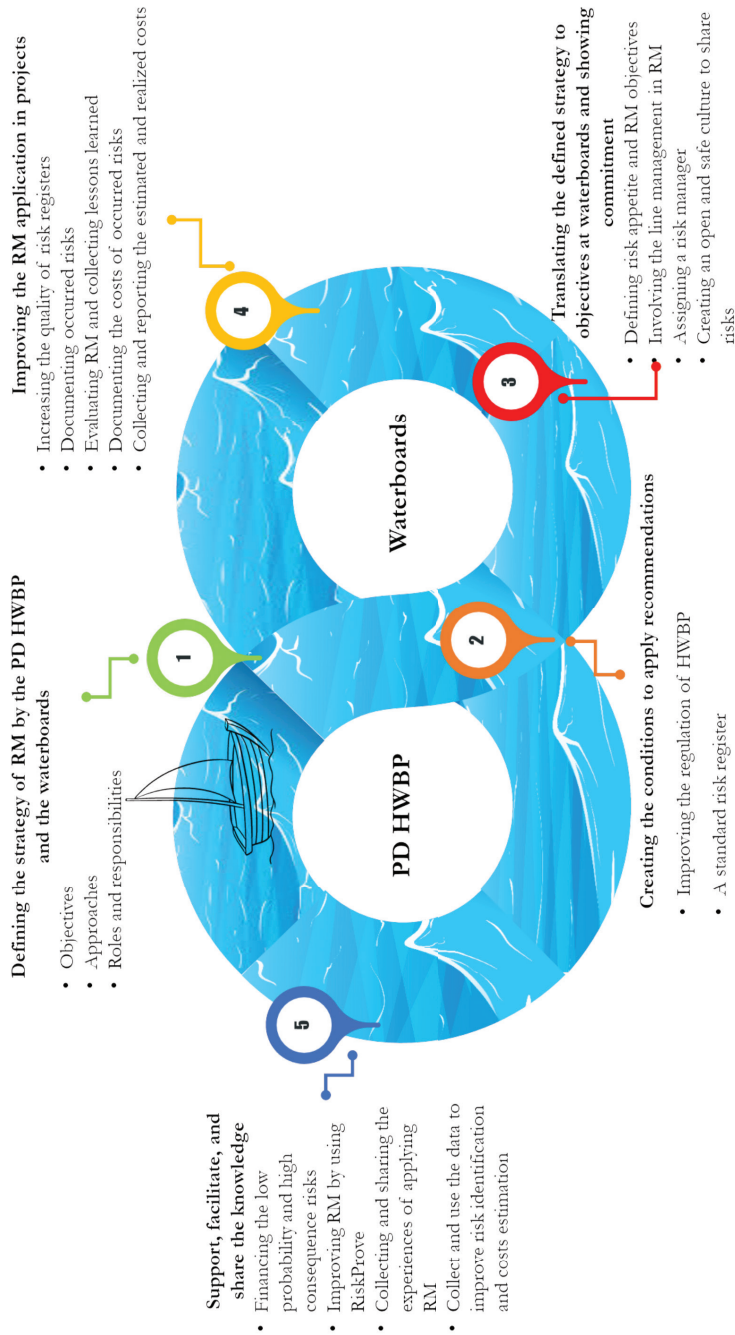 Defining the strategy of RM by the PD HWBP
and the waterboards
• Objectives
• Approaches
• Roles and responsibilities
1
Creating the conditions to apply recommendations
• Improving the regulation of HWBP
• A standard risk register
2
Translating the defined strategy to
objectives at waterboards and showing
commitment
• Defining risk appetite and RM objectives
• Involving the line management in RM
• Assigning a risk manager
• Creating an open and safe culture to share
risks
3
Improving the RM application in projects
• Increasing the quality of risk registers
• Documenting occurred risks
• Evaluating RM and collecting lessons learned
• Documenting the costs of occurred risks
• Collecting and reporting the estimated and realized costs
4
Support, facilitate, and
share the knowledge
• Financing the low
probability and high
consequence risks
• Improving RM by using
RiskProve
• Collecting and sharing the
experiences of applying
RM
• Collect and use the data to
improve risk identification
and costs estimation
5
PD HWBP
Waterboards